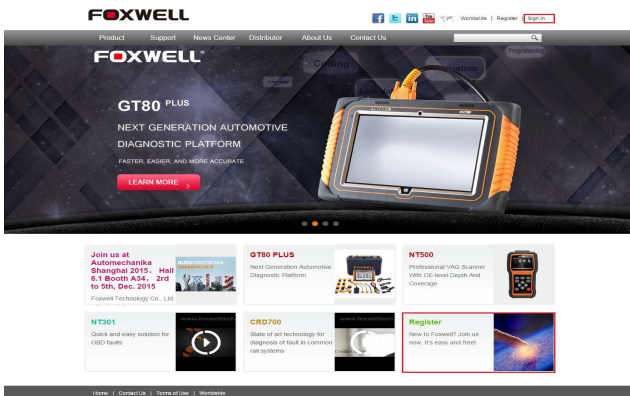 FOXWELL
Worldwide | Register | Sign in
Product Support News Center Distributor About Us Contact Us
FOXWELL®
Coding
Programming
GT80 PLUS
NEXT GENERATION AUTOMOTIVE
DIAGNOSTIC PLATFORM
FASTER, EASIER, AND MORE ACCURATE
LEARN MORE
Join us at
Automechanika
Shanghai 2015, Hall
6.1 Booth A34, 2rd
to 5th, Dec. 2015
Foxwell Technology Co., Ltd.
automechanika
SHANGHAI 2015
GT80 PLUS
Next Generation Automotive
Diagnostic Platform
NT500
Professional VAG Scanner
With OE-level Depth And
Coverage
NT301
Quick and easy solution for
OBD faults
CRD700
State of art technology for
diagnosis of fault in common
rail systems
Register
New to Foxwell? Join us
now. It's easy and free!
Home | Contact Us | Terms of Use | Worldwide